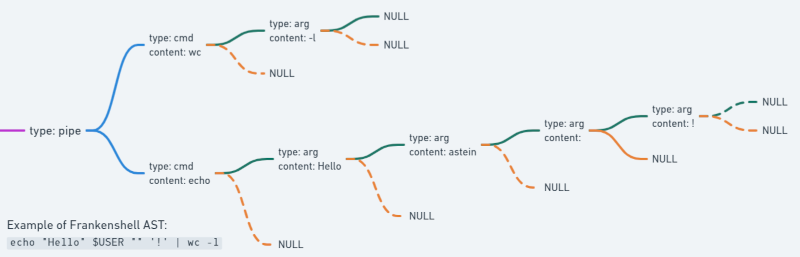 type: cmd
content: wc
type: arg
content: -l
NULL
NULL
NULL
type: pipe
type: cmd
content: echo
type: arg
content: Hello
type: arg
content: astein
type: arg
content:
type: arg
content: !
NULL
NULL
NULL
NULL
NULL
NULL
Example of Frankenshell AST:
echo "Hello" $USER "" '!' | wc -l